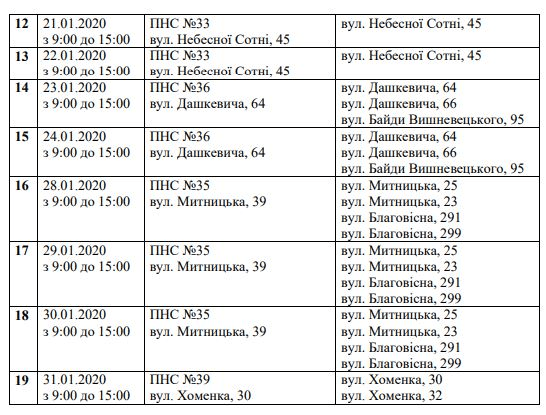 12 21.01.2020 ПНС №33 вул. Небесної Сотні, 45
з 9:00 до 15:00 вул. Небесної Сотні, 45
13 22.01.2020 ПНС №33 вул. Небесної Сотні, 45
з 9:00 до 15:00 вул. Небесної Сотні, 45
14 23.01.2020 ПНС №36 вул. Дашкевича, 64
з 9:00 до 15:00 вул. Дашкевича, 64 вул. Дашкевича, 66
вул. Байди Вишневецького, 95
15 24.01.2020 ПНС №36 вул. Дашкевича, 64
з 9:00 до 15:00 вул. Дашкевича, 64 вул. Дашкевича, 66
вул. Байди Вишневецького, 95
16 28.01.2020 ПНС №35 вул. Митницька, 25
з 9:00 до 15:00 вул. Митницька, 39 вул. Митницька, 23
вул. Благовісна, 291
вул. Благовісна, 299
17 29.01.2020 ПНС №35 вул. Митницька, 25
з 9:00 до 15:00 вул. Митницька, 39 вул. Митницька, 23
вул. Благовісна, 291
вул. Благовісна, 299
18 30.01.2020 ПНС №35 вул. Митницька, 25
з 9:00 до 15:00 вул. Митницька, 39 вул. Митницька, 23
вул. Благовісна, 291
вул. Благовісна, 299
19 31.01.2020 ПНС №39 вул. Хоменка, 30
з 9:00 до 15:00 вул. Хоменка, 30 вул. Хоменка, 32